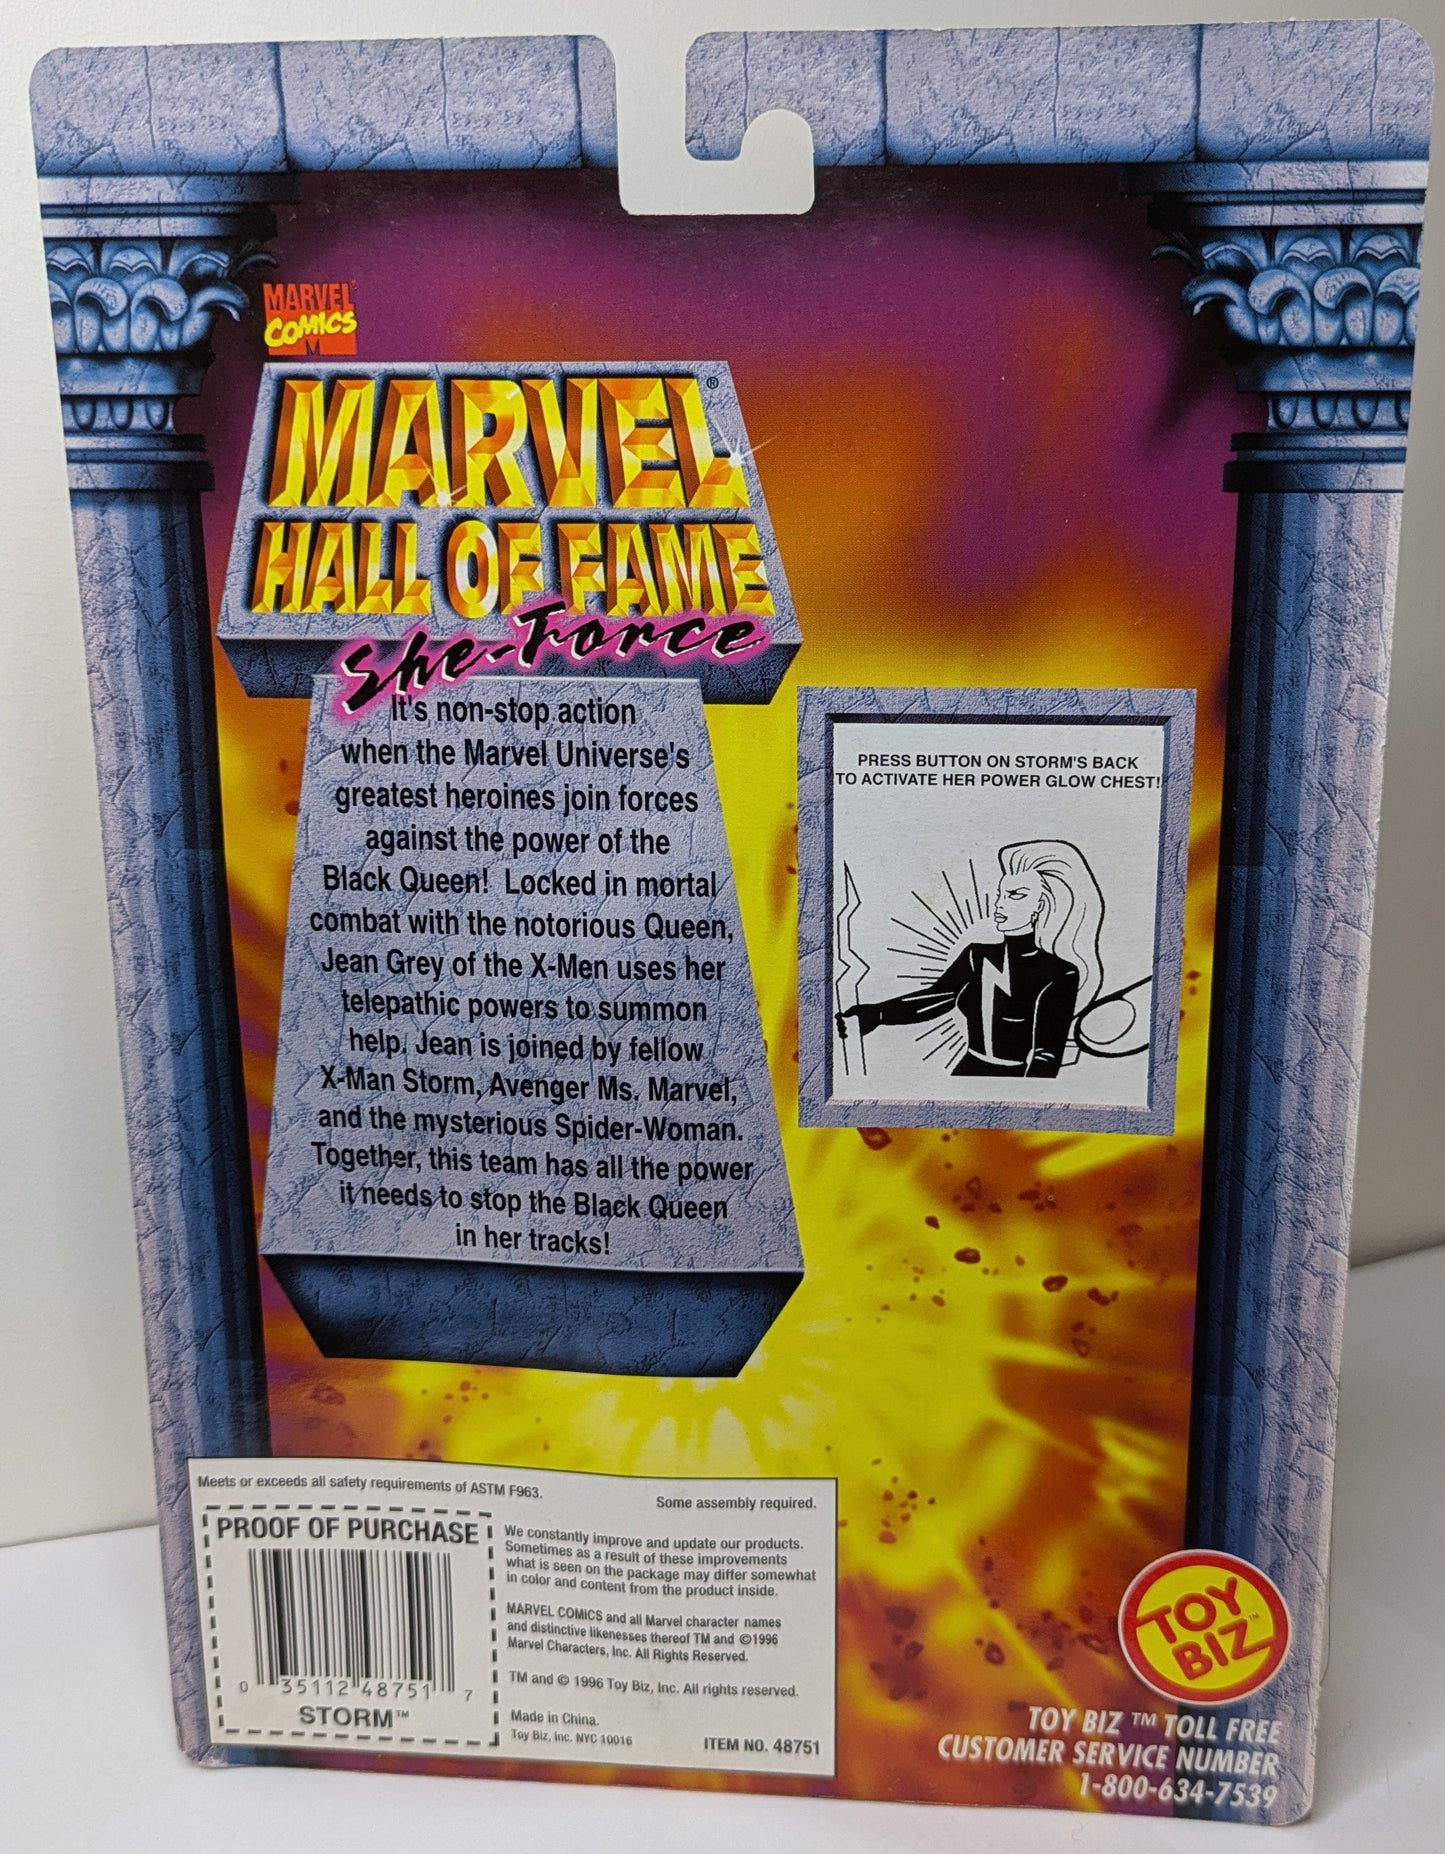 MARVEL®
COMICS
M
MARVEL®
HALL OF FAME
She-Force
It's non-stop action
when the Marvel Universe's
greatest heroines join forces
against the power of the
Black Queen! Locked in mortal
combat with the notorious Queen,
Jean Grey of the X-Men uses her
telepathic powers to summon
help. Jean is joined by fellow
X-Man Storm, Avenger Ms. Marvel,
and the mysterious Spider-Woman.
Together, this team has all the power
it needs to stop the Black Queen
in her tracks!
PRESS BUTTON ON STORM'S BACK
TO ACTIVATE HER POWER GLOW CHEST!
Meets or exceeds all safety requirements of ASTM F963.
Some assembly required.
PROOF OF PURCHASE
0 35112 48751 7
STORM™
We constantly improve and update our products.
Sometimes as a result of these improvements
what is seen on the package may differ somewhat
in color and content from the product inside.
MARVEL COMICS and all Marvel character names
and distinctive likenesses thereof TM and ©1996
Marvel Characters, Inc. All Rights Reserved.
TM and © 1996 Toy Biz, Inc. All rights reserved.
Made in China.
Toy Biz, Inc. NYC 10016
ITEM NO. 48751
TOY
BIZ™
TOY BIZ ™ TOLL FREE
CUSTOMER SERVICE NUMBER
1-800-634-7539